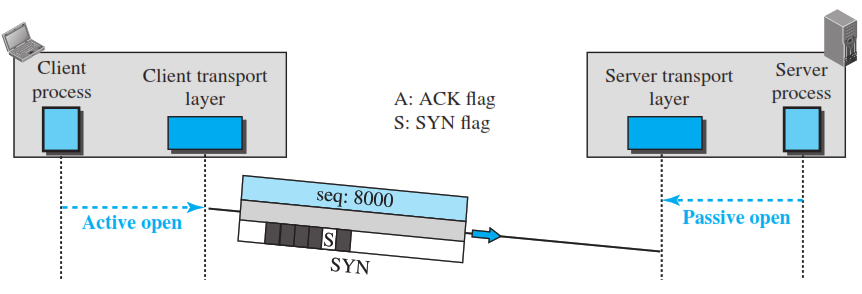 Client
process
Client transport
layer
A: ACK flag
S: SYN flag
Server transport
layer
Server
process
seq: 8000
Active open
Passive open
S
SYN